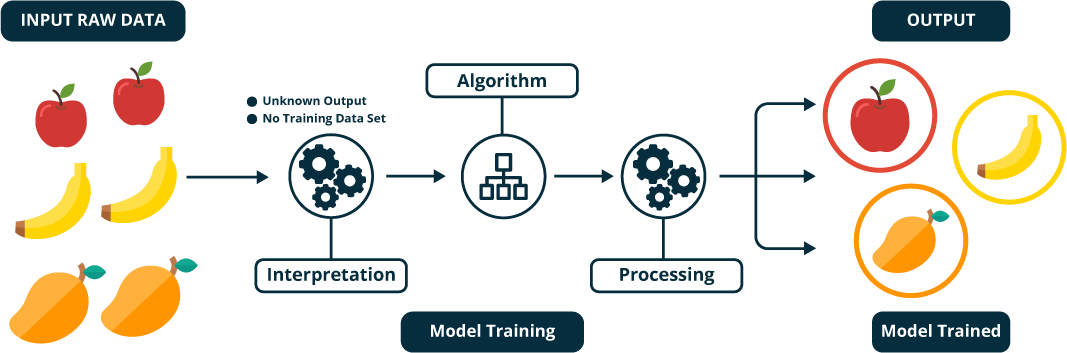 INPUT RAW DATA
OUTPUT
Algorithm
Unknown Output
No Training Data Set
Interpretation
Processing
Model Training
Model Trained